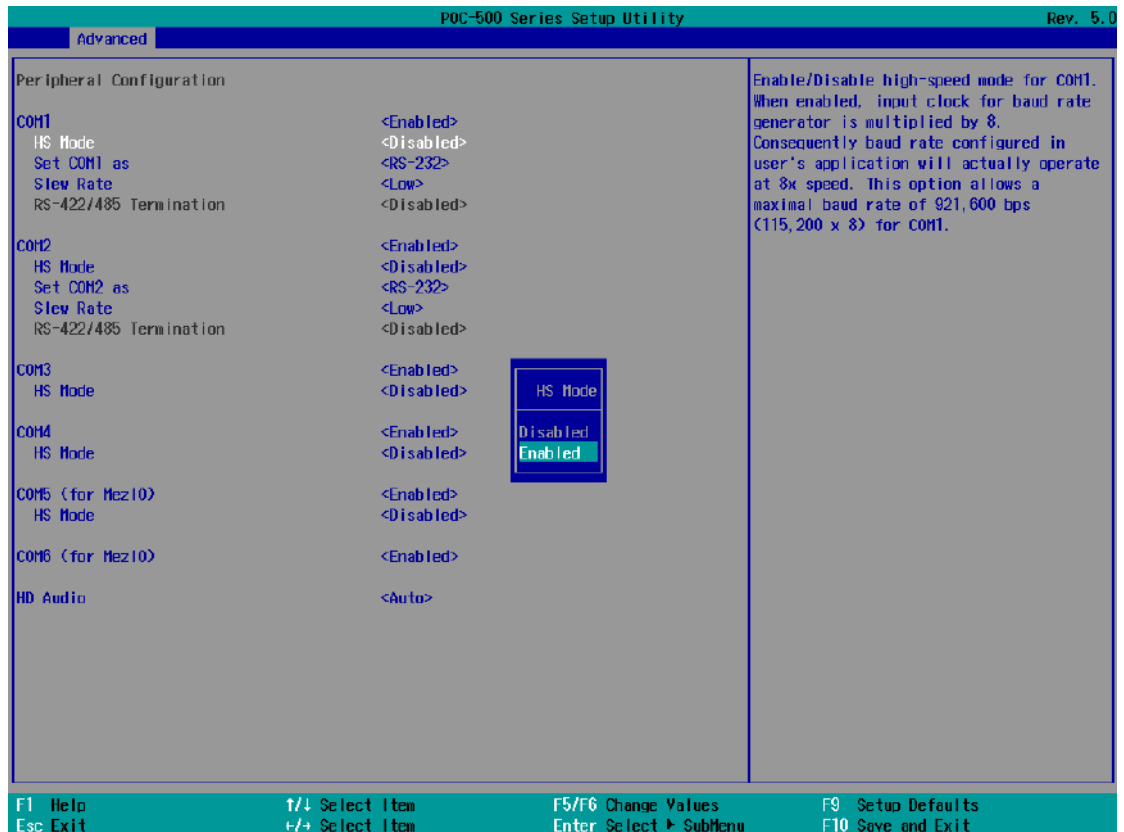 POC-500 Series Setup Utility Rev. 5.0
Advanced
Peripheral Configuration
COM1 <Enabled>
HS Mode <Disabled>
Set COM1 as <RS-232>
Slew Rate <Low>
RS-422/485 Termination <Disabled>
COM2 <Enabled>
HS Mode <Disabled>
Set COM2 as <RS-232>
Slew Rate <Low>
RS-422/485 Termination <Disabled>
COM3 <Enabled>
HS Mode <Disabled>
COM4 <Enabled>
HS Mode <Disabled>
COM5 (for MezIO) <Enabled>
HS Mode <Disabled>
COM6 (for MezIO) <Enabled>
HD Audio <Auto>
HS Mode
Disabled
Enabled
Enable/Disable high-speed mode for COM1.
When enabled, input clock for baud rate
generator is multiplied by 8.
Consequently baud rate configured in
user's application will actually operate
at 8x speed. This option allows a
maximal baud rate of 921,600 bps
(115,200 x 8) for COM1.
F1 Help ↑/↓ Select Item F5/F6 Change Values F9 Setup Defaults
Esc Exit ←/→ Select Item Enter Select ▶ SubMenu F10 Save and Exit